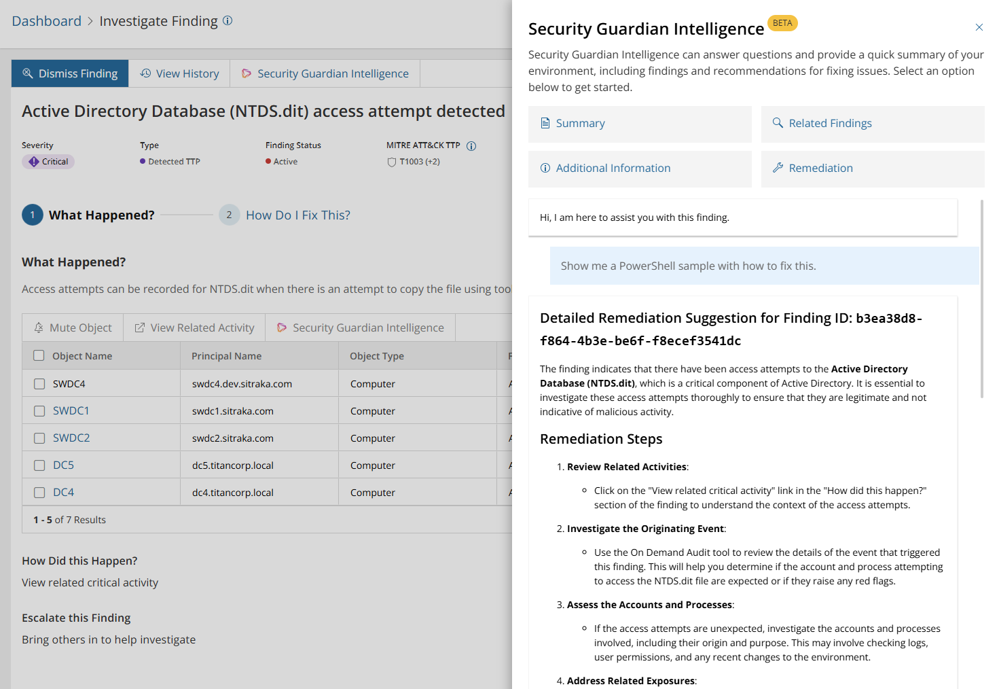 Dashboard > Investigate Finding
Dismiss Finding
View History
Security Guardian Intelligence
Active Directory Database (NTDS.dit) access attempt detected
Severity
Type
Finding Status
MITRE ATT&CK TTP
Critical
Detected TTP
Active
T1003 (+2)
1 What Happened?
2 How Do I Fix This?
What Happened?
Access attempts can be recorded for NTDS.dit when there is an attempt to copy the file using too
Mute Object
View Related Activity
Security Guardian Intelligence
Object Name Principal Name Object Type F
SWDC4 swdc4.dev.sitraka.com Computer A
SWDC1 swdc1.sitraka.com Computer A
SWDC2 swdc2.sitraka.com Computer A
DC5 dc5.titancorp.local Computer A
DC4 dc4.titancorp.local Computer A
1 - 5 of 7 Results
How Did this Happen?
View related critical activity
Escalate this Finding
Bring others in to help investigate
Security Guardian Intelligence BETA
Security Guardian Intelligence can answer questions and provide a quick summary of your
environment, including findings and recommendations for fixing issues. Select an option
below to get started.
Summary
Related Findings
Additional Information
Remediation
Hi, I am here to assist you with this finding.
Show me a PowerShell sample with how to fix this.
Detailed Remediation Suggestion for Finding ID: b3ea38d8-
f864-4b3e-be6f-f8ecef3541dc
The finding indicates that there have been access attempts to the Active Directory
Database (NTDS.dit), which is a critical component of Active Directory. It is essential to
investigate these access attempts thoroughly to ensure that they are legitimate and not
indicative of malicious activity.
Remediation Steps
1. Review Related Activities:
Click on the "View related critical activity" link in the "How did this happen?"
section of the finding to understand the context of the access attempts.
2. Investigate the Originating Event:
Use the On Demand Audit tool to review the details of the event that triggered
this finding. This will help you determine if the account and process attempting
to access the NTDS.dit file are expected or if they raise any red flags.
3. Assess the Accounts and Processes:
If the access attempts are unexpected, investigate the accounts and processes
involved, including their origin and purpose. This may involve checking logs,
user permissions, and any recent changes to the environment.
4. Address Related Exposures: